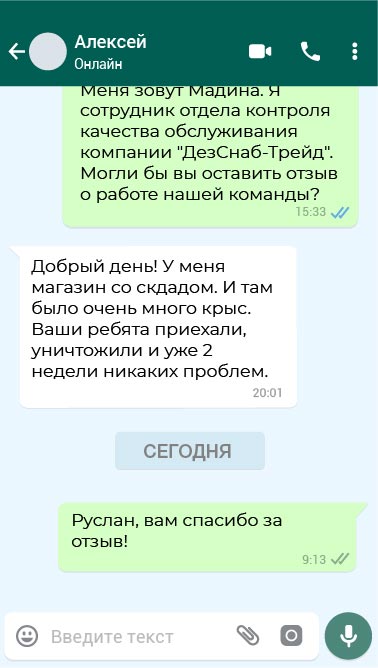 Алексей
Онлайн
Меня зовут Мадина. Я
сотрудник отдела контроля
качества обслуживания
компании "ДезСнаб-Трейд".
Могли бы вы оставить отзыв
о работе нашей команды?
15:33
Добрый день! У меня
магазин со скдадом. И там
было очень много крыс.
Ваши ребята приехали,
уничтожили и уже 2
недели никаких проблем.
20:01
СЕГОДНЯ
Руслан, вам спасибо за
отзыв!
9:13
Введите текст